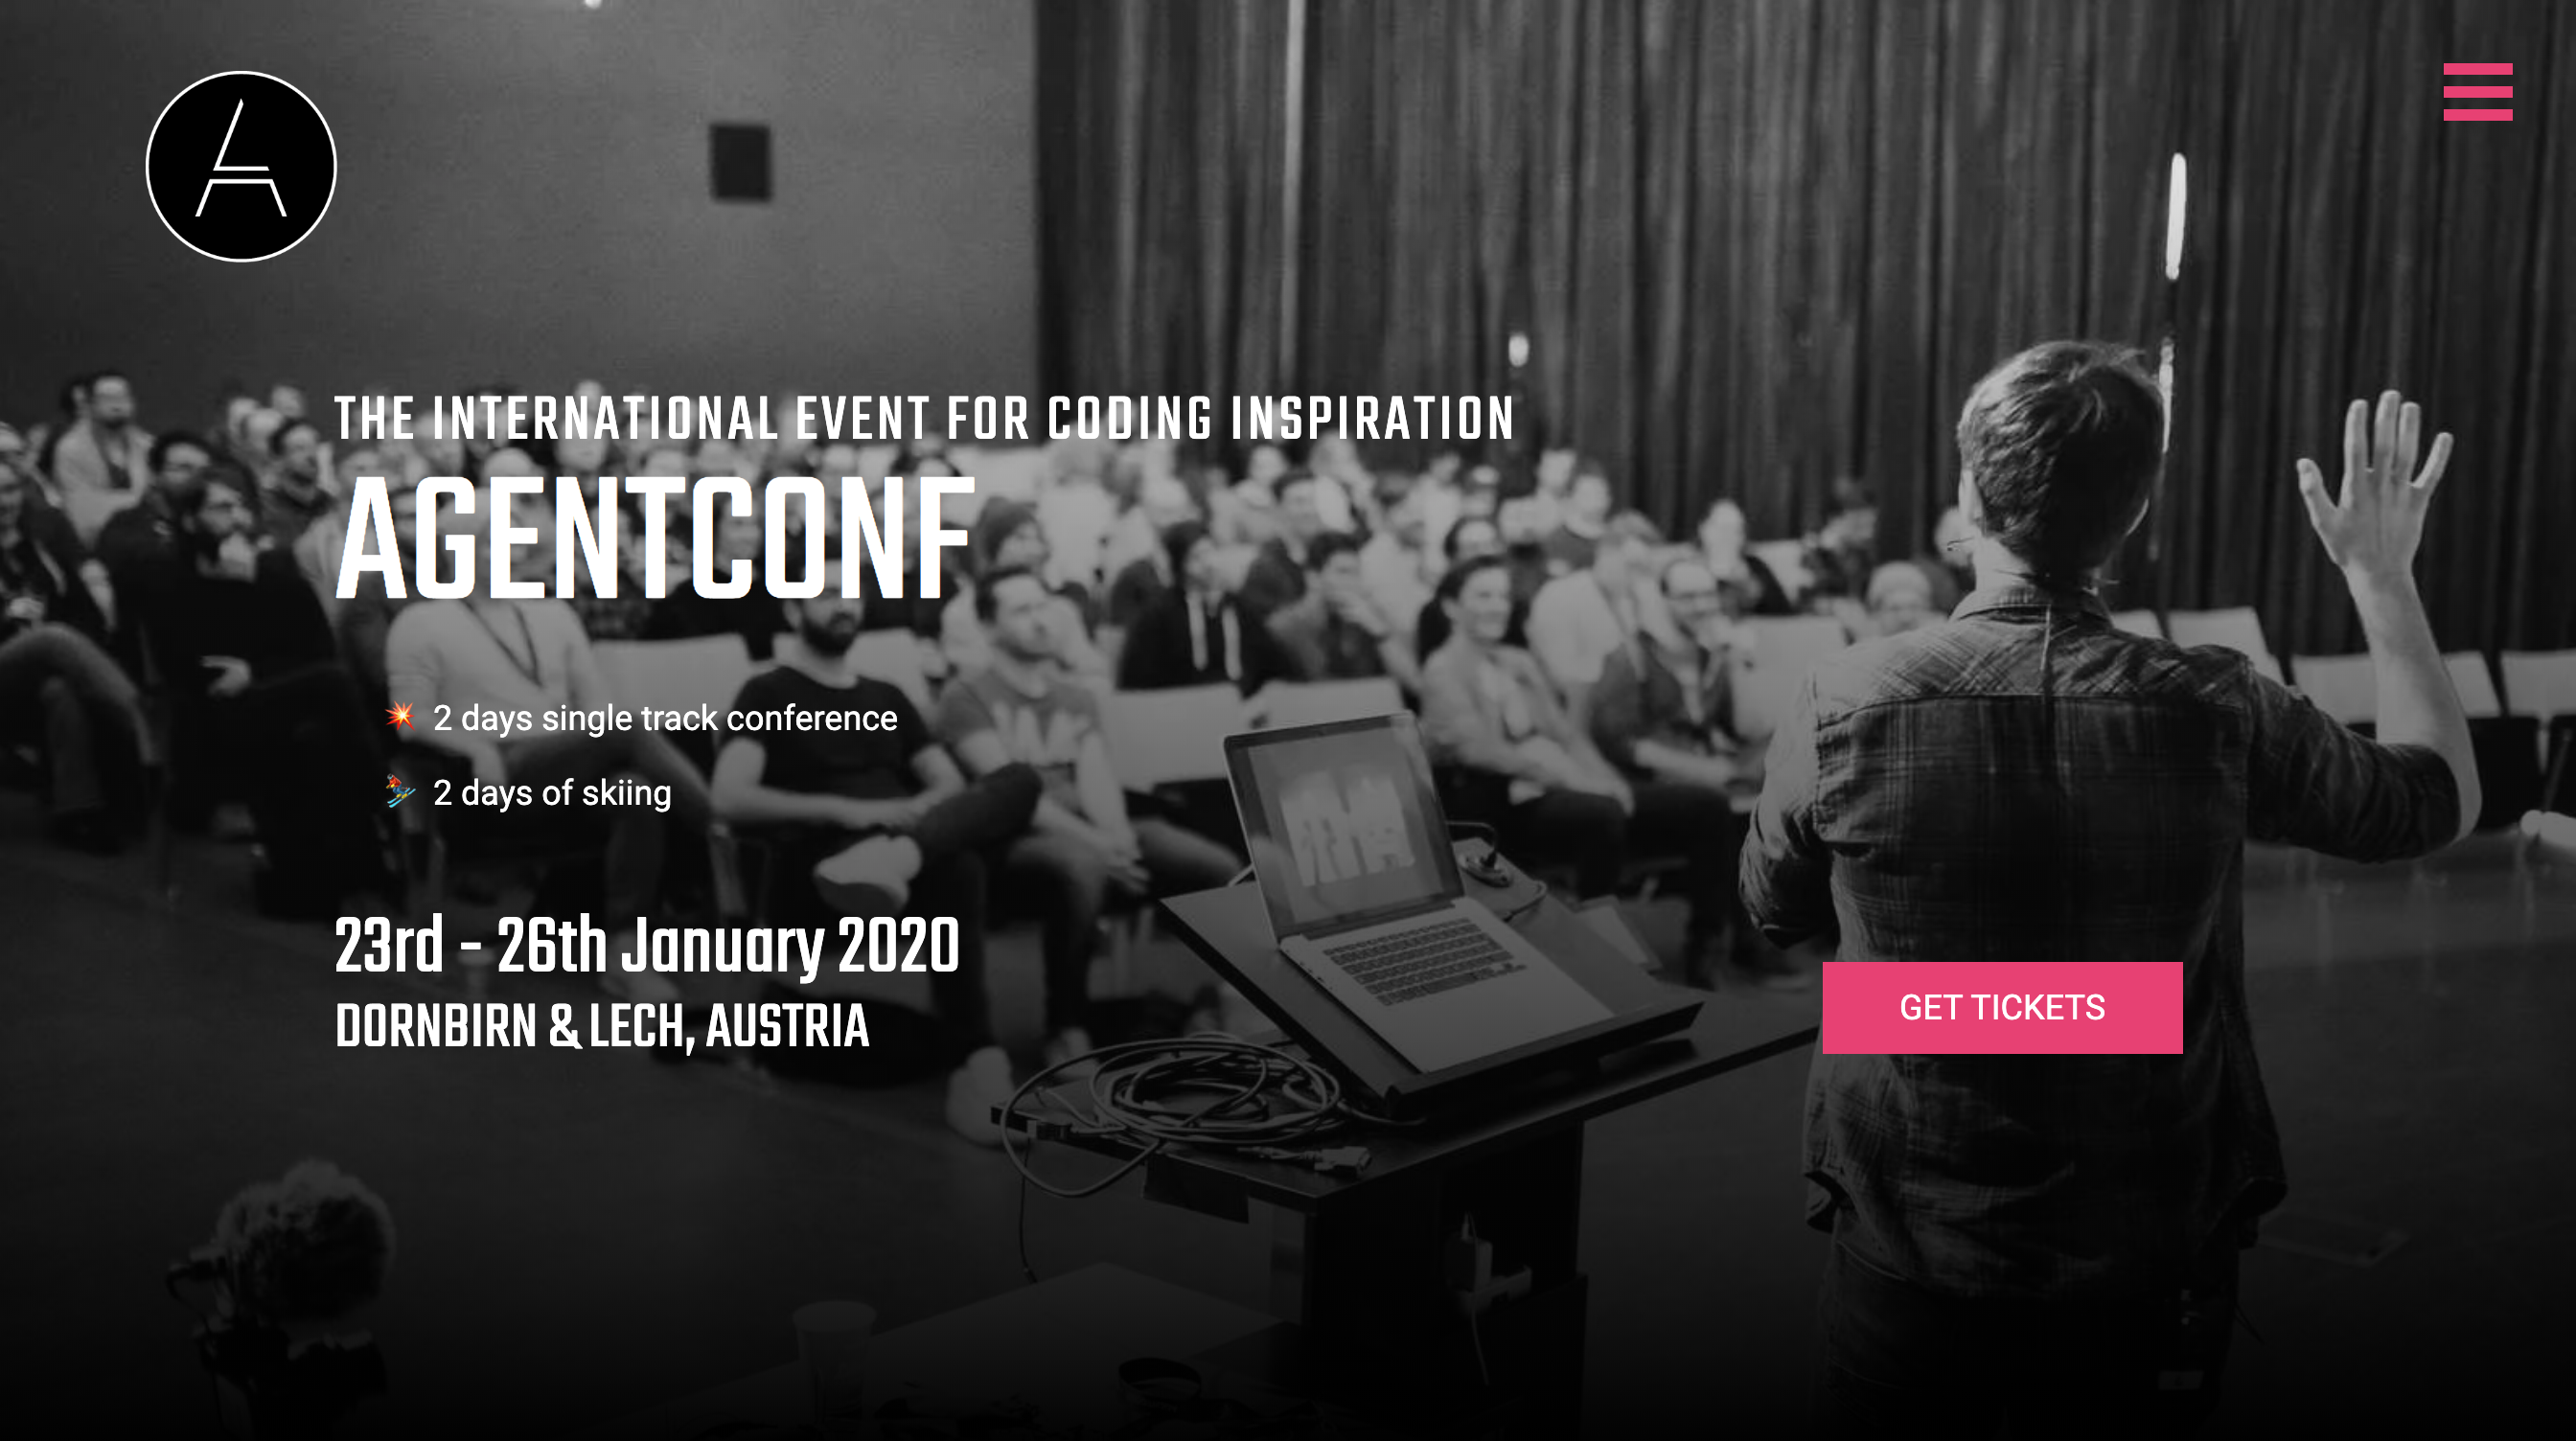 THE INTERNATIONAL EVENT FOR CODING INSPIRATION
AGENTCONF
💥 2 days single track conference
⛷ 2 days of skiing
23rd - 26th January 2020
DORNBIRN & LECH, AUSTRIA
GET TICKETS